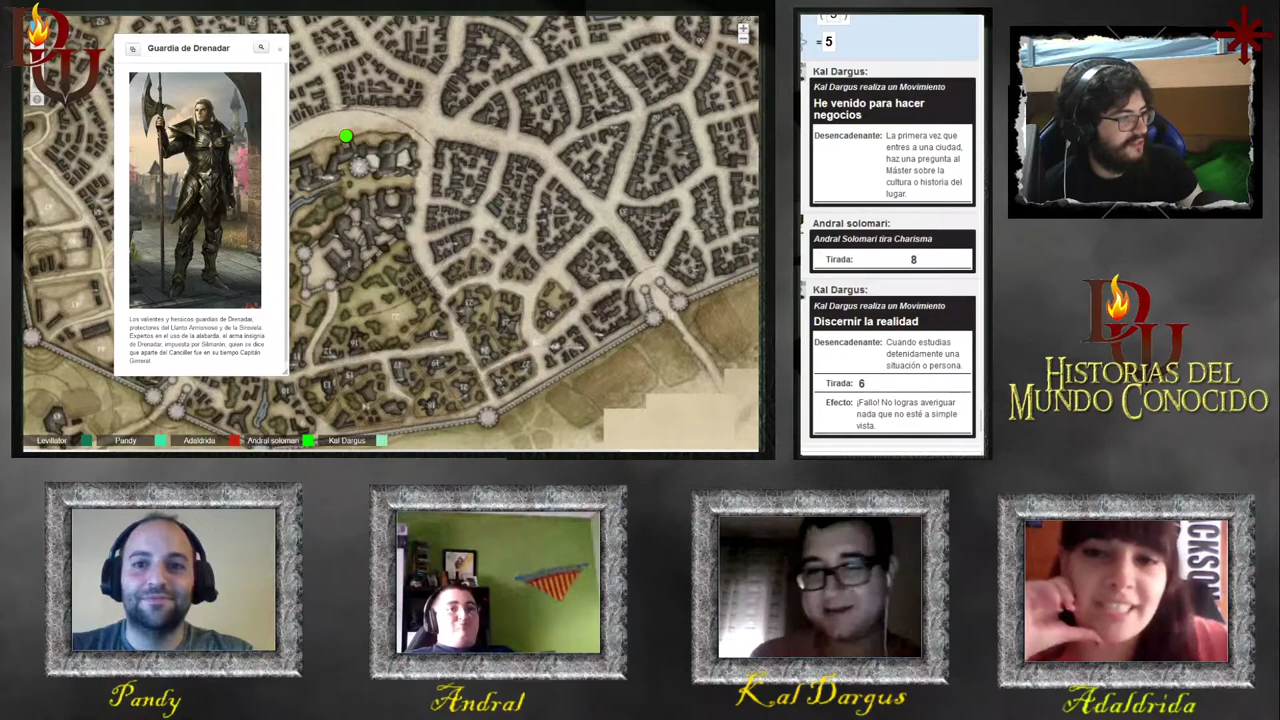 DU
Guardia de Drenadar
Los valientes y heroicos guardias de Drenadar,
protectores del Llanto Armonioso y de la Sirovela
Expertos en el uso de la alabarda, el arma insignia
de Drenadar, impuesta por Silmarön, quien se dice
que aparte del Canciller fue en su tiempo Capitán
General.
Levillator
Pandy
Adaldrida
Andral soloman
Kal Dargus
=5
Kal Dargus:
Kal Dargus realiza un Movimiento
He venido para hacer
negocios
Desencadenante: La primera vez que
entres a una ciudad,
haz una pregunta al
Máster sobre la
cultura o historia del
lugar.
Andral solomari:
Andral Solomari tira Charisma
Tirada: 8
Kal Dargus:
Kal Dargus realiza un Movimiento
Discernir la realidad
Desencadenante: Cuando estudias
detenidamente una
situación o persona.
Tirada: 6
Efecto: ¡Fallo! No logras averiguar
nada que no esté a simple
vista.
DU
HISTORIAS DEL
MUNDO CONOCIDO
CKSON
Pandy
Andral
Kal Dargus
Adaldrida